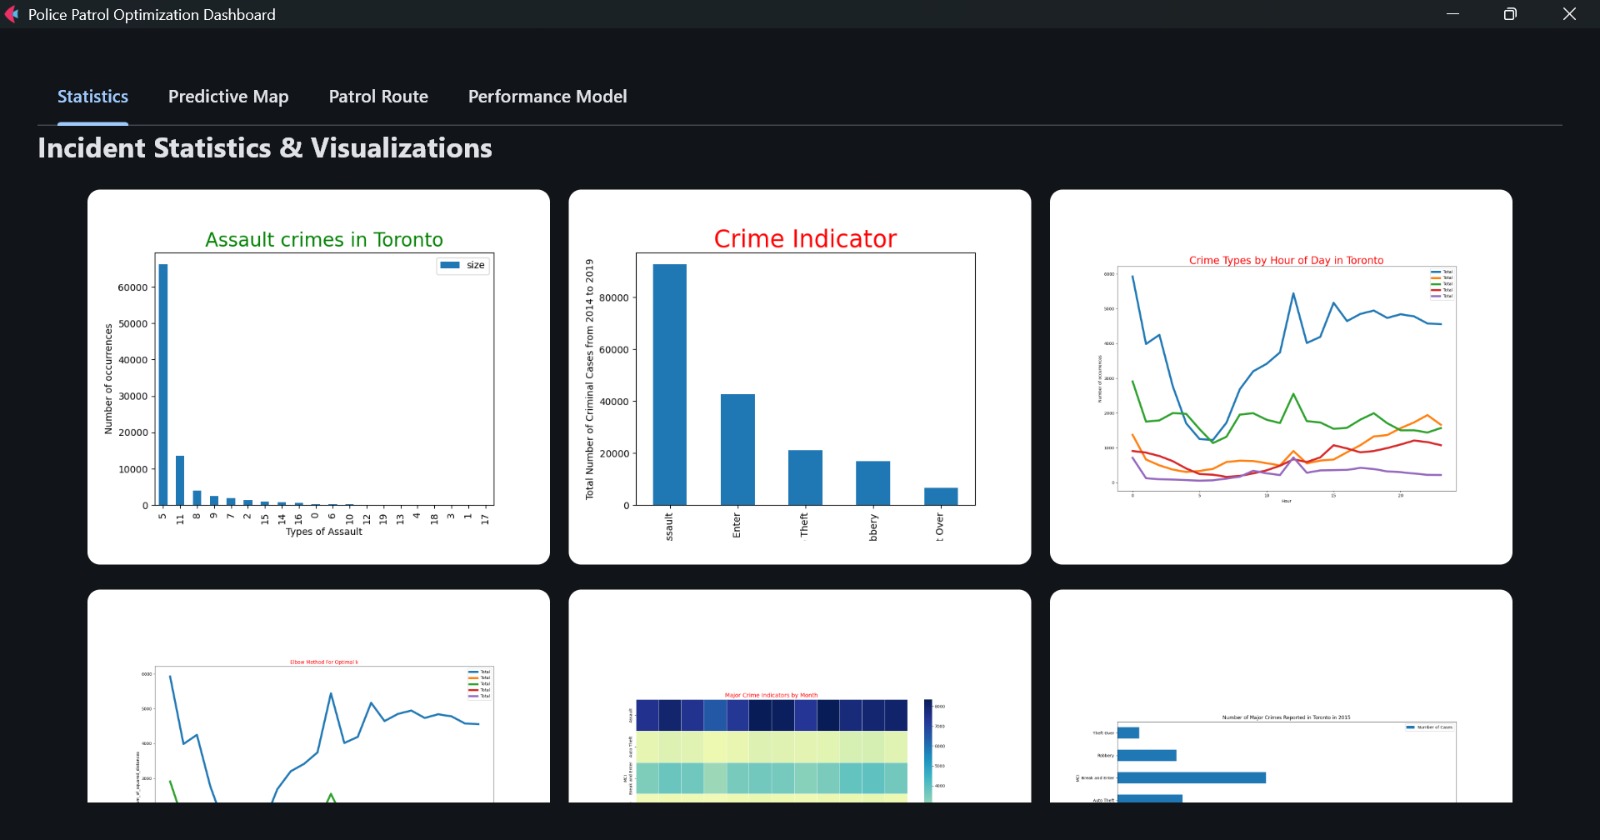 Police Patrol Optimization Dashboard
Statistics Predictive Map Patrol Route Performance Model
Incident Statistics & Visualizations
Assault crimes in Toronto
size
Number of occurrences
60000
50000
40000
30000
20000
10000
0
5 11 8 9 7 2 15 14 16 0 6 10 12 19 13 4 18 3 1 17
Types of Assault
Crime Indicator
Total Number of Criminal Cases from 2014 to 2019
80000
60000
40000
20000
0
ssault
Enter
Theft
bbery
t Over
Crime Types by Hour of Day in Toronto
Total
Total
Total
Total
Total
Number of occurrences
6000
5000
4000
3000
2000
1000
0
0 5 10 15 20
Hour
Elbow Method for Optimal k
Total
Total
Total
Total
Total
6000
5000
4000
3000
Major Crime Indicators by Month
Assault
Auto Theft
Break and Enter
MCI
8000
7000
6000
5000
4000
Number of Major Crimes Reported in Toronto in 2015
Number of Cases
Theft Over
Robbery
Break and Enter
Auto Theft
MCI